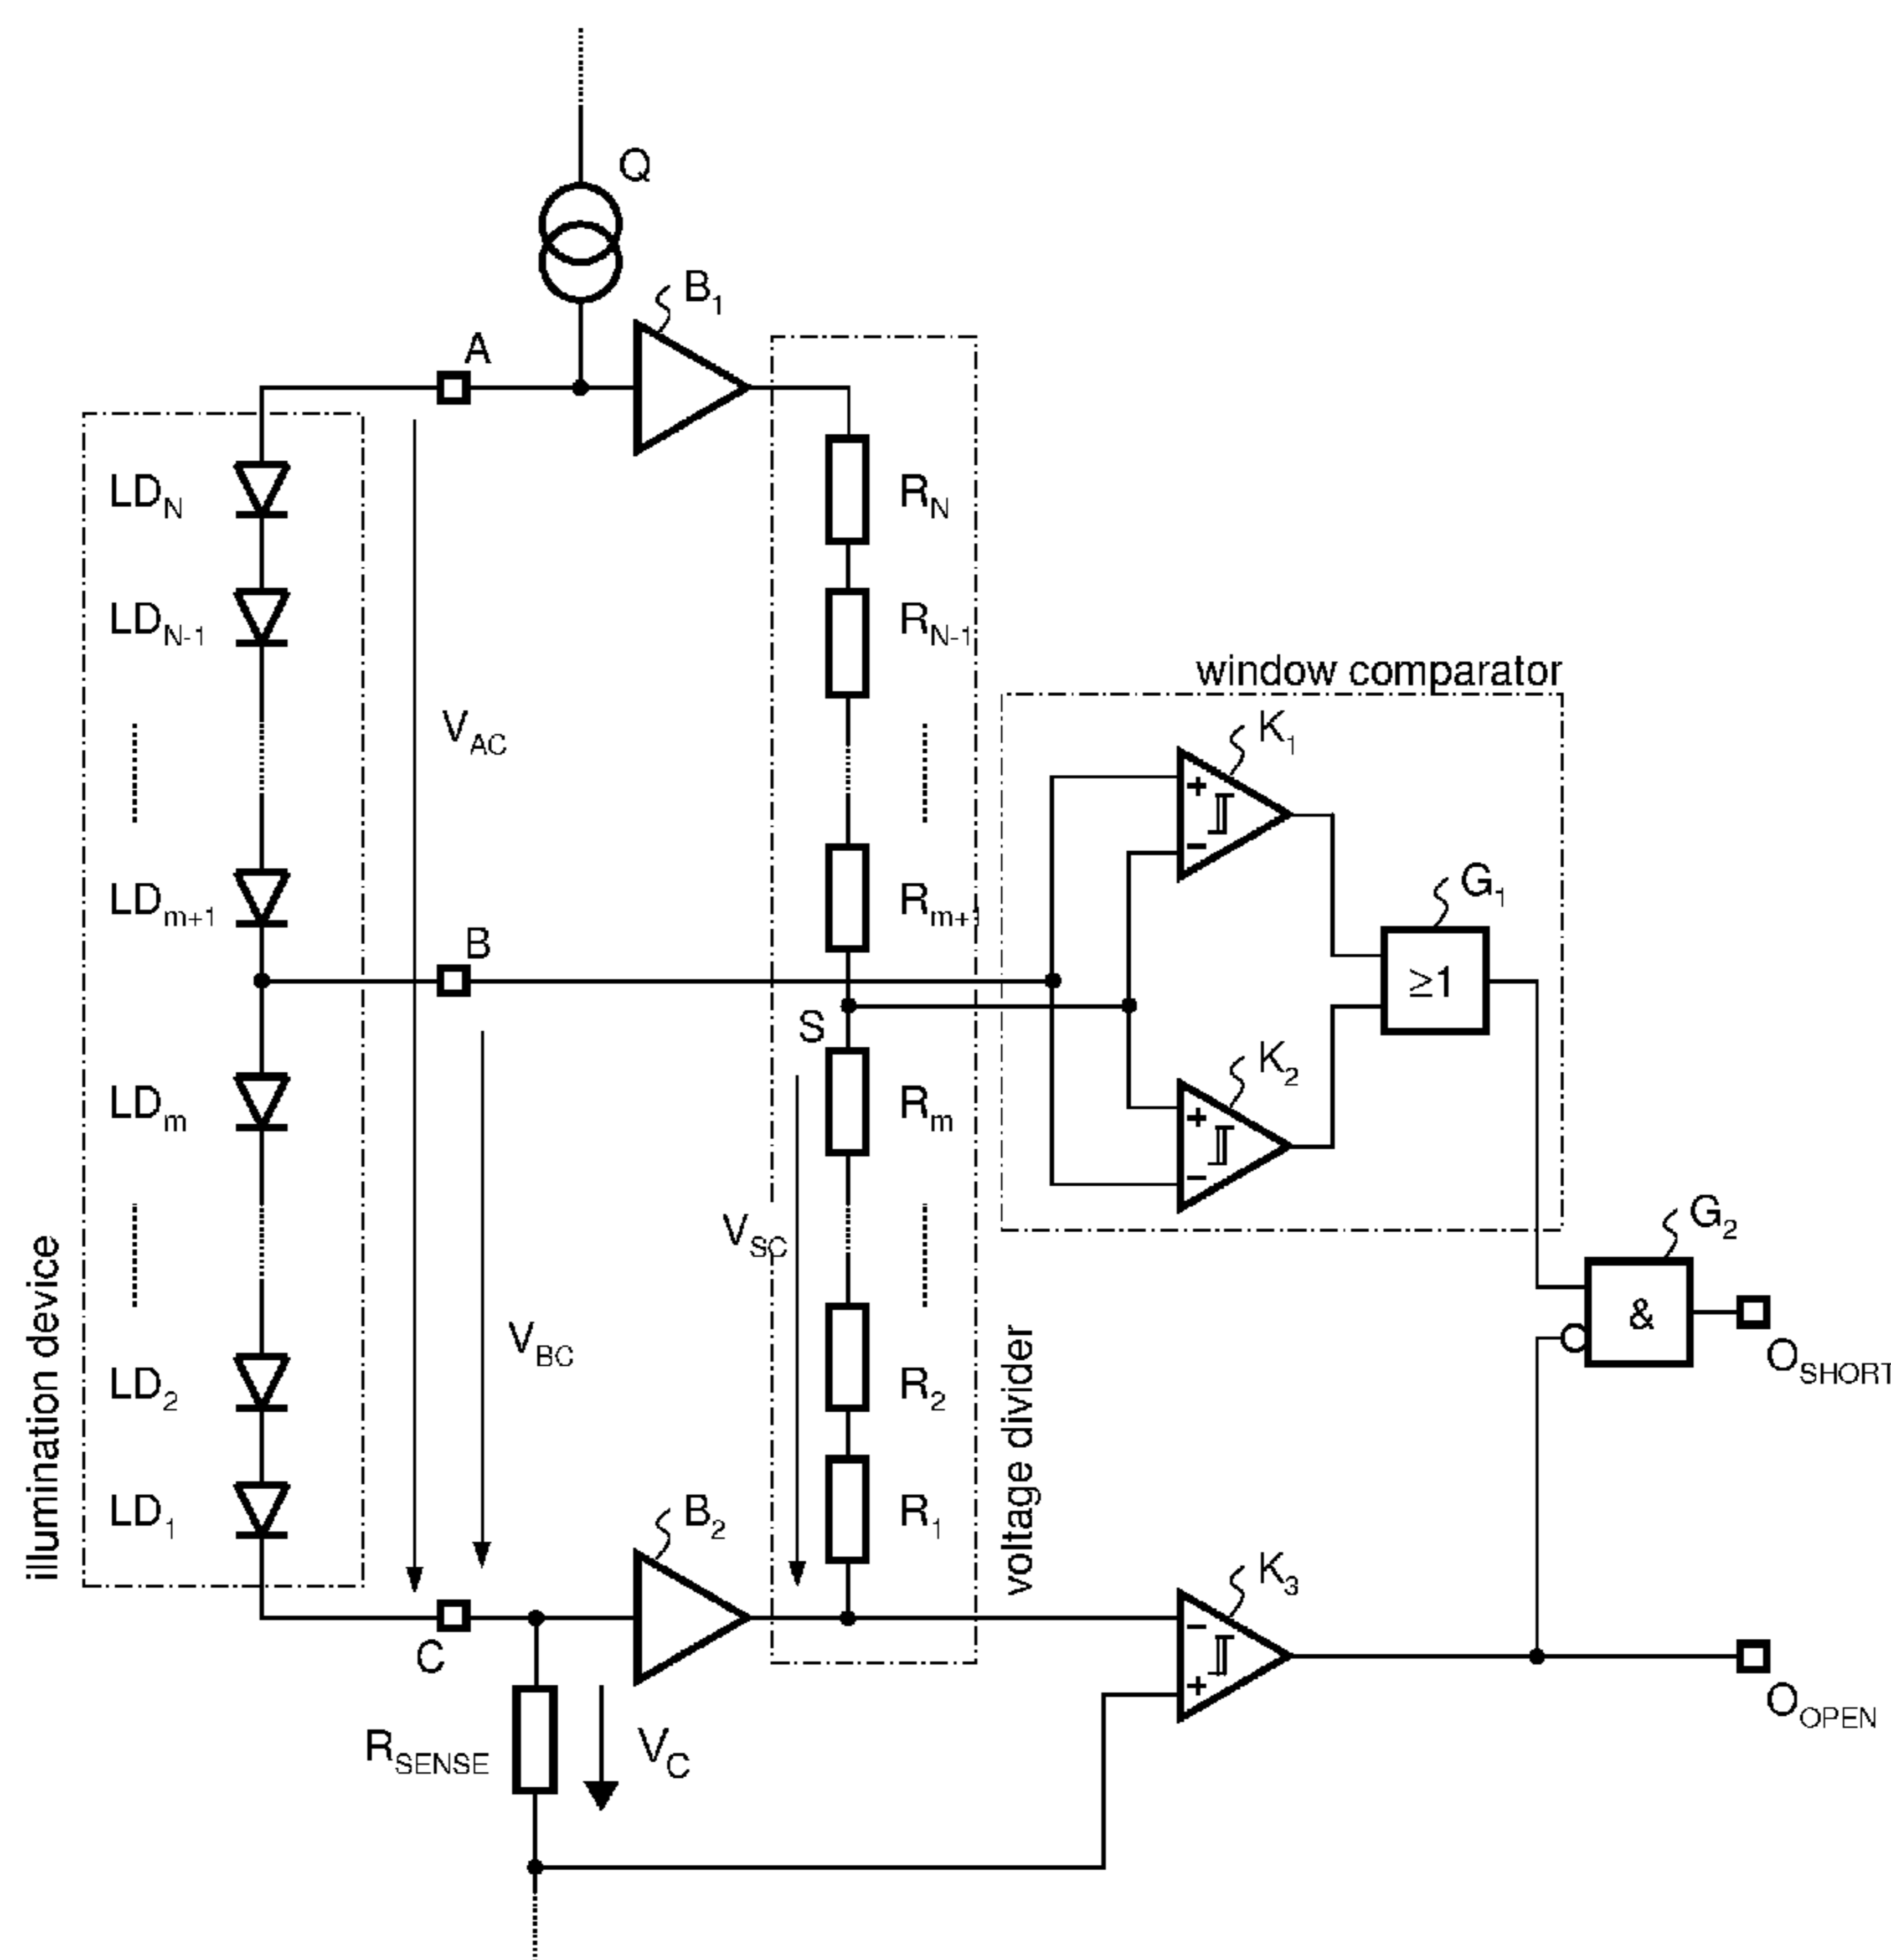 Q
B1
A
LDN
RN
LDN-1
RN-1
window comparator
VAC
K1
+
−
LDm+1
Rm+1
G1
B
≥1
S
K2
LDm
Rm
+
−
VSC
G2
illumination device
VBC
voltage divider
&
OSHORT
LD2
R2
LD1
B2
R1
K3
C
−
+
RSENSE
VC
OOPEN